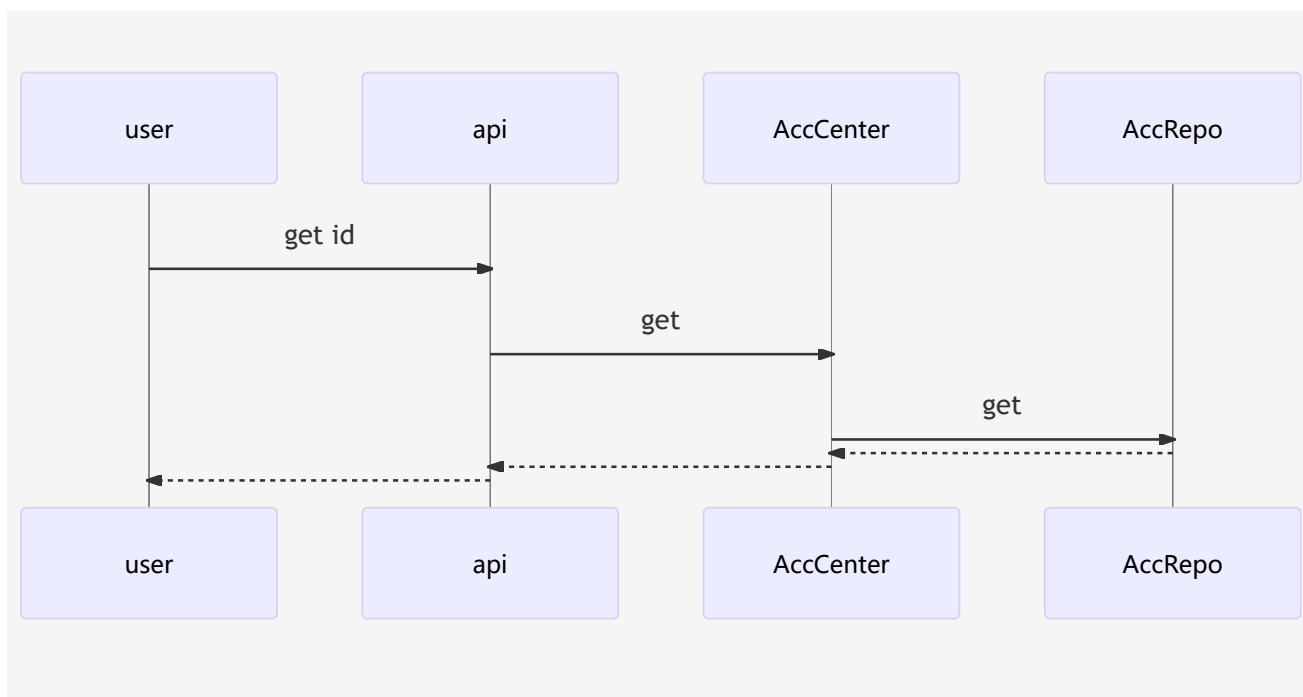 user
api
AccCenter
AccRepo
get id
get
get
user
api
AccCenter
AccRepo